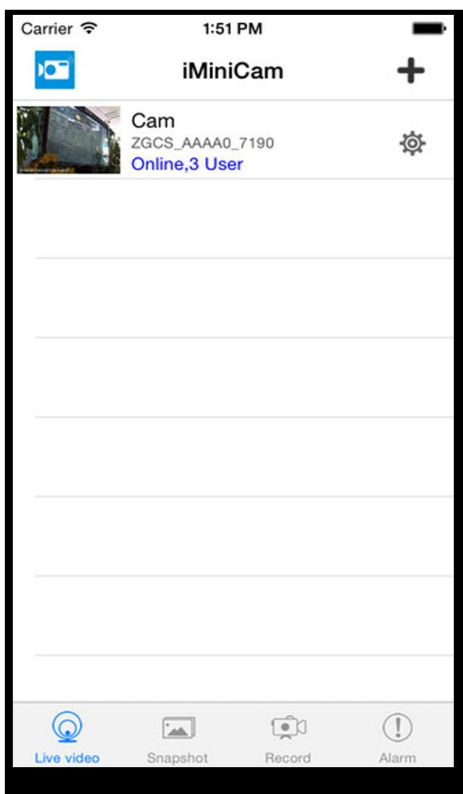 Carrier 1:51 PM
iMiniCam
Cam
ZGCS_AAAA0_7190
Online,3 User
Live video Snapshot Record Alarm